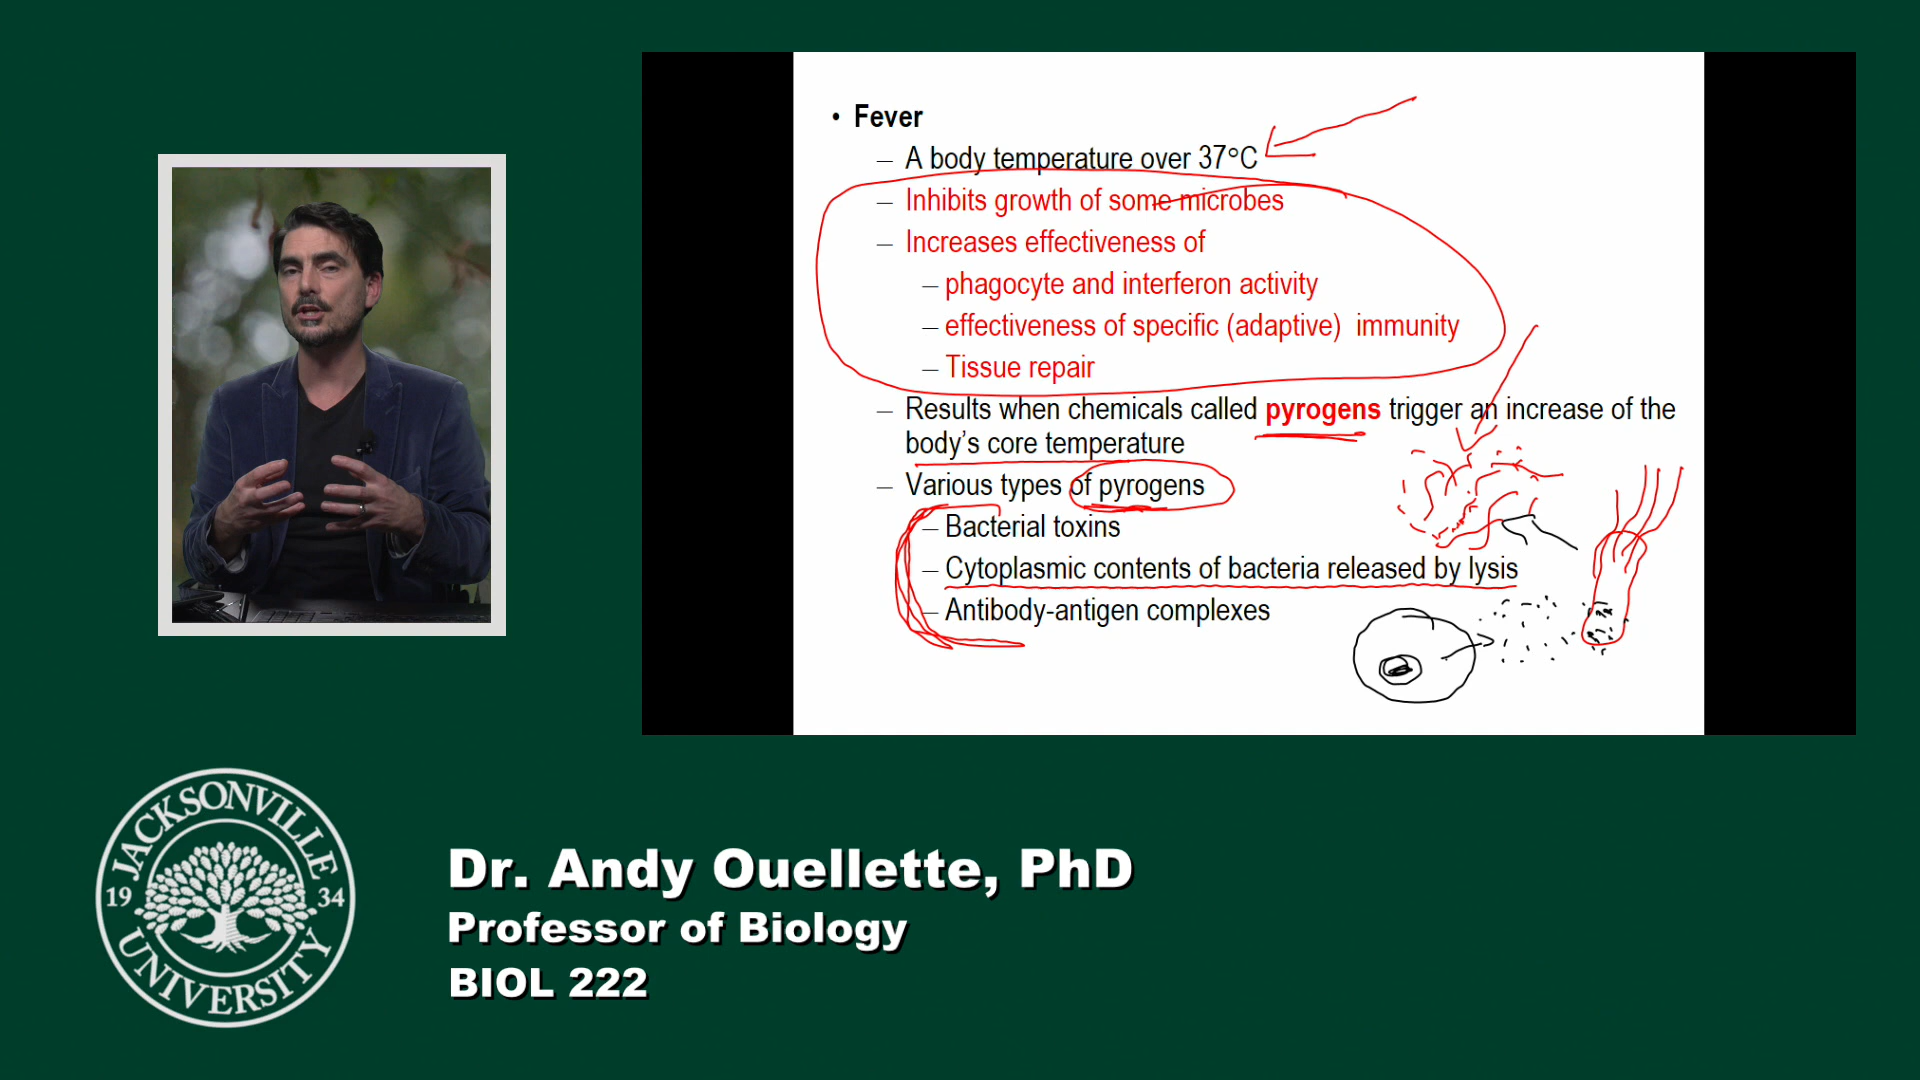 • Fever
– A body temperature over 37°C
– Inhibits growth of some microbes
– Increases effectiveness of
– phagocyte and interferon activity
– effectiveness of specific (adaptive) immunity
– Tissue repair
– Results when chemicals called pyrogens trigger an increase of the
body's core temperature
– Various types of pyrogens
– Bacterial toxins
– Cytoplasmic contents of bacteria released by lysis
– Antibody-antigen complexes
JACKSONVILLE
19 34
UNIVERSITY
Dr. Andy Ouellette, PhD
Professor of Biology
BIOL 222